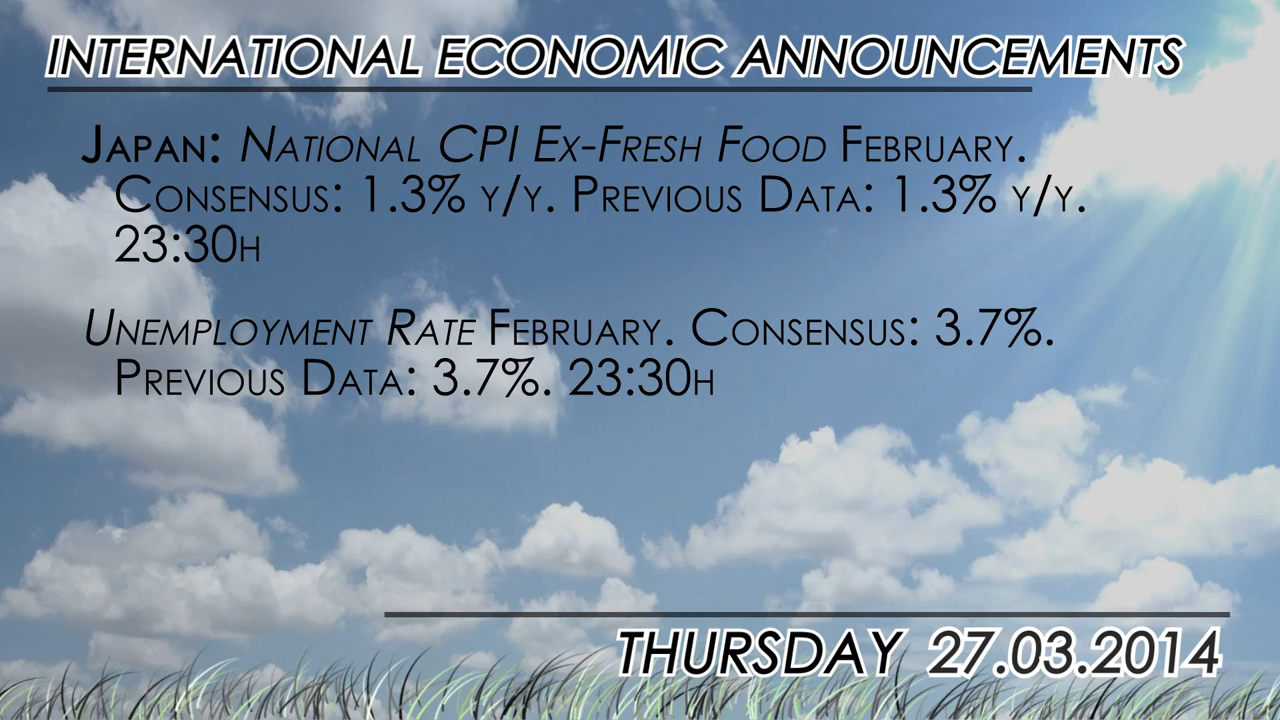 INTERNATIONAL ECONOMIC ANNOUNCEMENTS
Japan: National CPI Ex-Fresh Food February.
Consensus: 1.3% y/y. Previous Data: 1.3% y/y.
23:30h
Unemployment Rate February. Consensus: 3.7%.
Previous Data: 3.7%. 23:30h
THURSDAY 27.03.2014